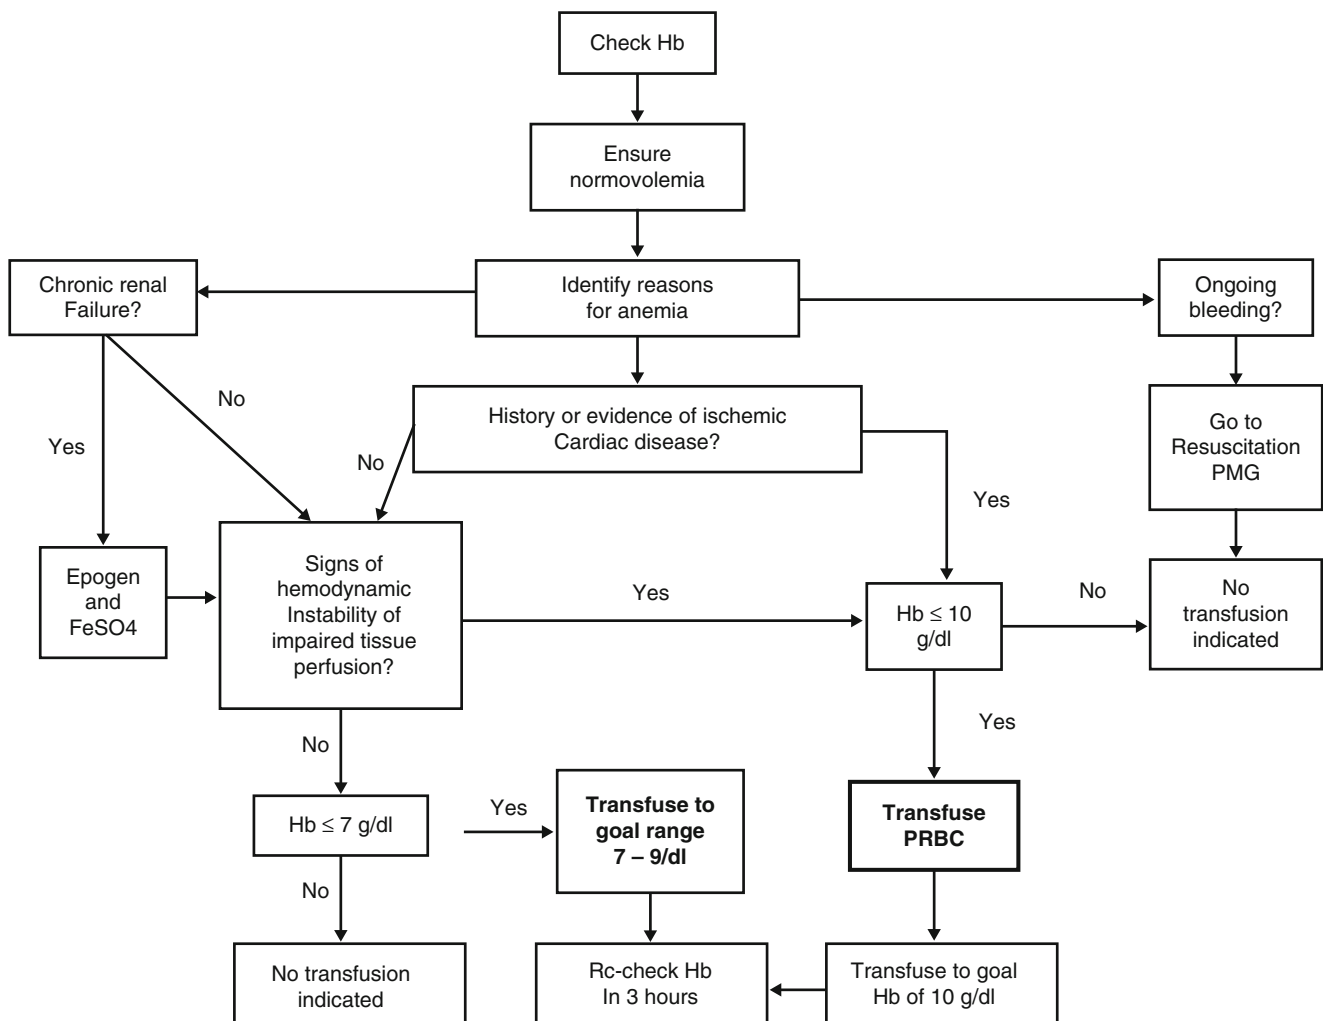 Check Hb
Ensure
normovolemia
Chronic renal
Failure?
Identify reasons
for anemia
Ongoing
bleeding?
No
Yes
History or evidence of ischemic
Cardiac disease?
No
Yes
Go to
Resuscitation
PMG
Epogen
and
FeSO4
Signs of
hemodynamic
Instability of
impaired tissue
perfusion?
Yes
Hb ≤ 10
g/dl
No
No
transfusion
indicated
No
Yes
Hb ≤ 7 g/dl
Yes
Transfuse to
goal range
7 – 9/dl
Transfuse
PRBC
No
No transfusion
indicated
Rc-check Hb
In 3 hours
Transfuse to goal
Hb of 10 g/dl